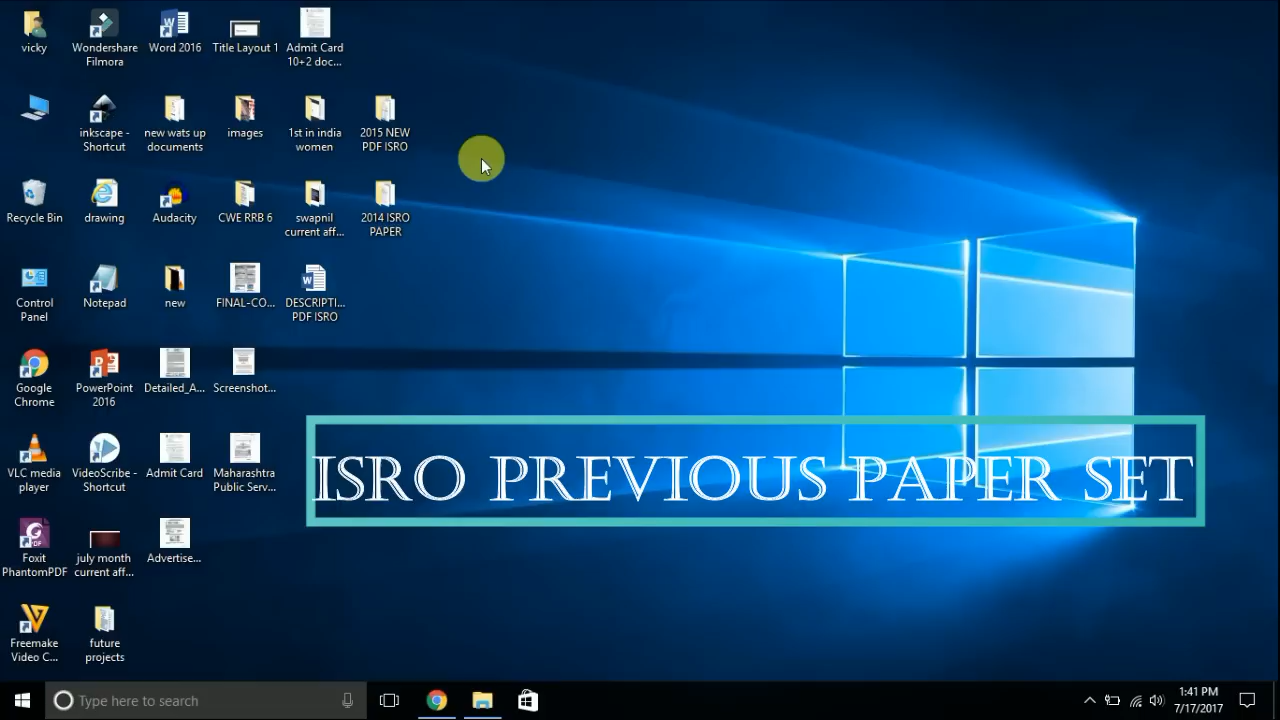 vicky
Wondershare
Filmora
Word 2016
Title Layout 1
Admit Card
10+2 doc...
inkscape -
Shortcut
new wats up
documents
images
1st in india
women
2015 NEW
PDF ISRO
Recycle Bin
drawing
Audacity
CWE RRB 6
swapnil
current aff...
2014 ISRO
PAPER
Control
Panel
Notepad
new
FINAL-CO...
DESCRIPTI...
PDF ISRO
Google
Chrome
PowerPoint
2016
Detailed_A...
Screenshot...
VLC media
player
VideoScribe -
Shortcut
Admit Card
Maharashtra
Public Serv...
ISRO PREVIOUS PAPER SET
Foxit
PhantomPDF
july month
current aff...
Advertise...
Freemake
Video C...
future
projects
Type here to search
1:41 PM
7/17/2017